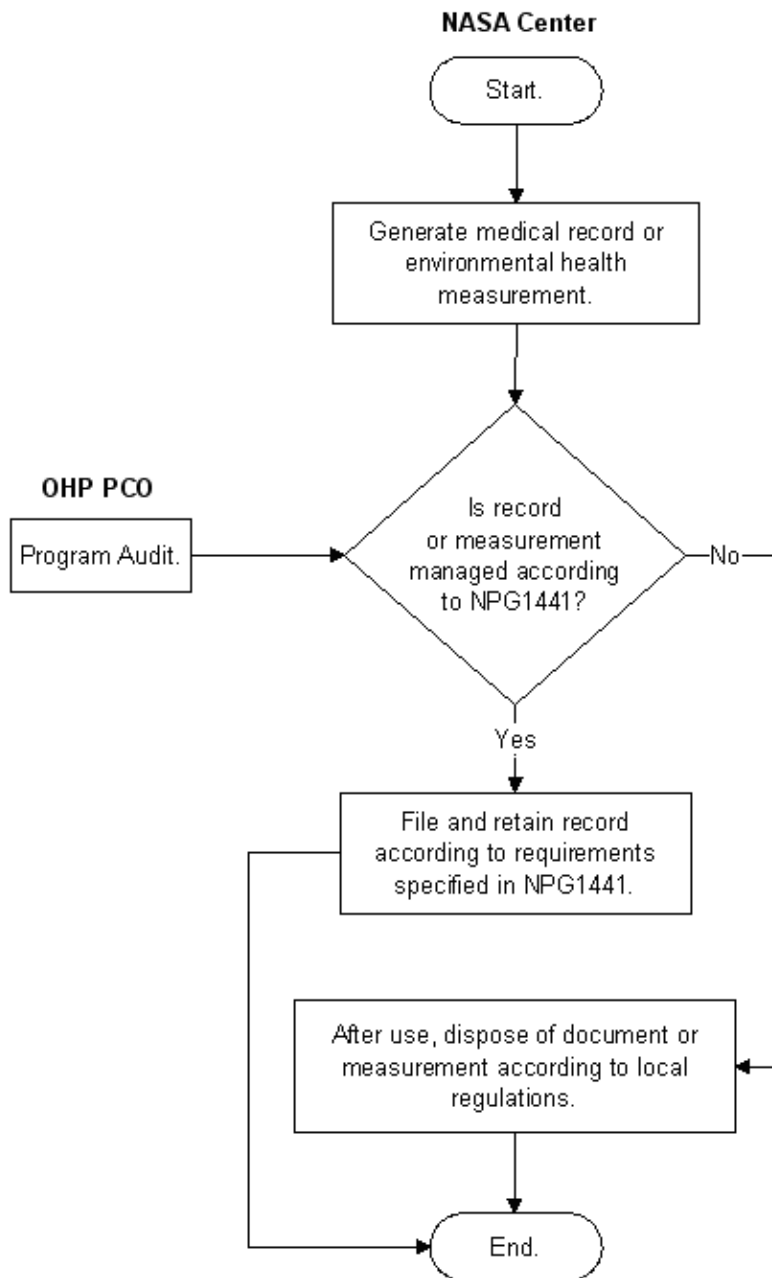 NASA Center
Start.
Generate medical record or
environmental health
measurement.
OHP PCO
Program Audit.
Is record
or measurement
managed according
to NPG1441?
No
Yes
File and retain record
according to requirements
specified in NPG1441.
After use, dispose of document or
measurement according to local
regulations.
End.